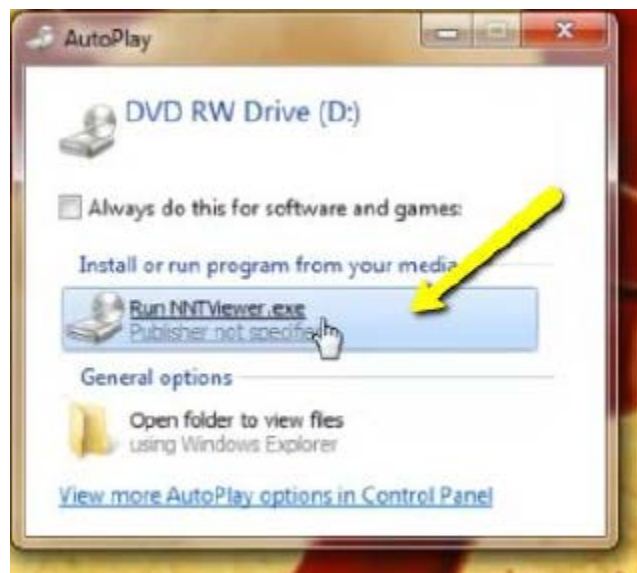 AutoPlay
DVD RW Drive (D:)
Always do this for software and games:
Install or run program from your media
Run NNTViewer.exe
Publisher not specified
General options
Open folder to view files
using Windows Explorer
View more AutoPlay options in Control Panel